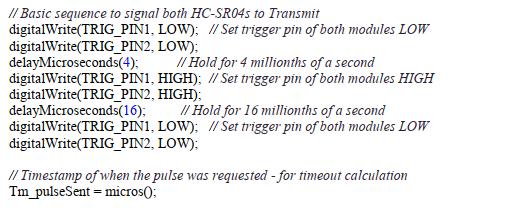 // Basic sequence to signal both HC-SR04s to Transmit
digitalWrite(TRIG_PIN1, LOW); // Set trigger pin of both modules LOW
digitalWrite(TRIG_PIN2, LOW);
delayMicroseconds(4); // Hold for 4 millionths of a second
digitalWrite(TRIG_PIN1, HIGH); // Set trigger pin of both modules HIGH
digitalWrite(TRIG_PIN2, HIGH);
delayMicroseconds(16); // Hold for 16 millionths of a second
digitalWrite(TRIG_PIN1, LOW); // Set trigger pin of both modules LOW
digitalWrite(TRIG_PIN2, LOW);
// Timestamp of when the pulse was requested - for timeout calculation
Tm_pulseSent = micros();